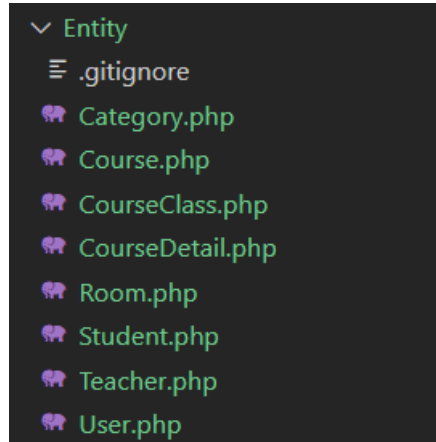 Entity
.gitignore
Category.php
Course.php
CourseClass.php
CourseDetail.php
Room.php
Student.php
Teacher.php
User.php